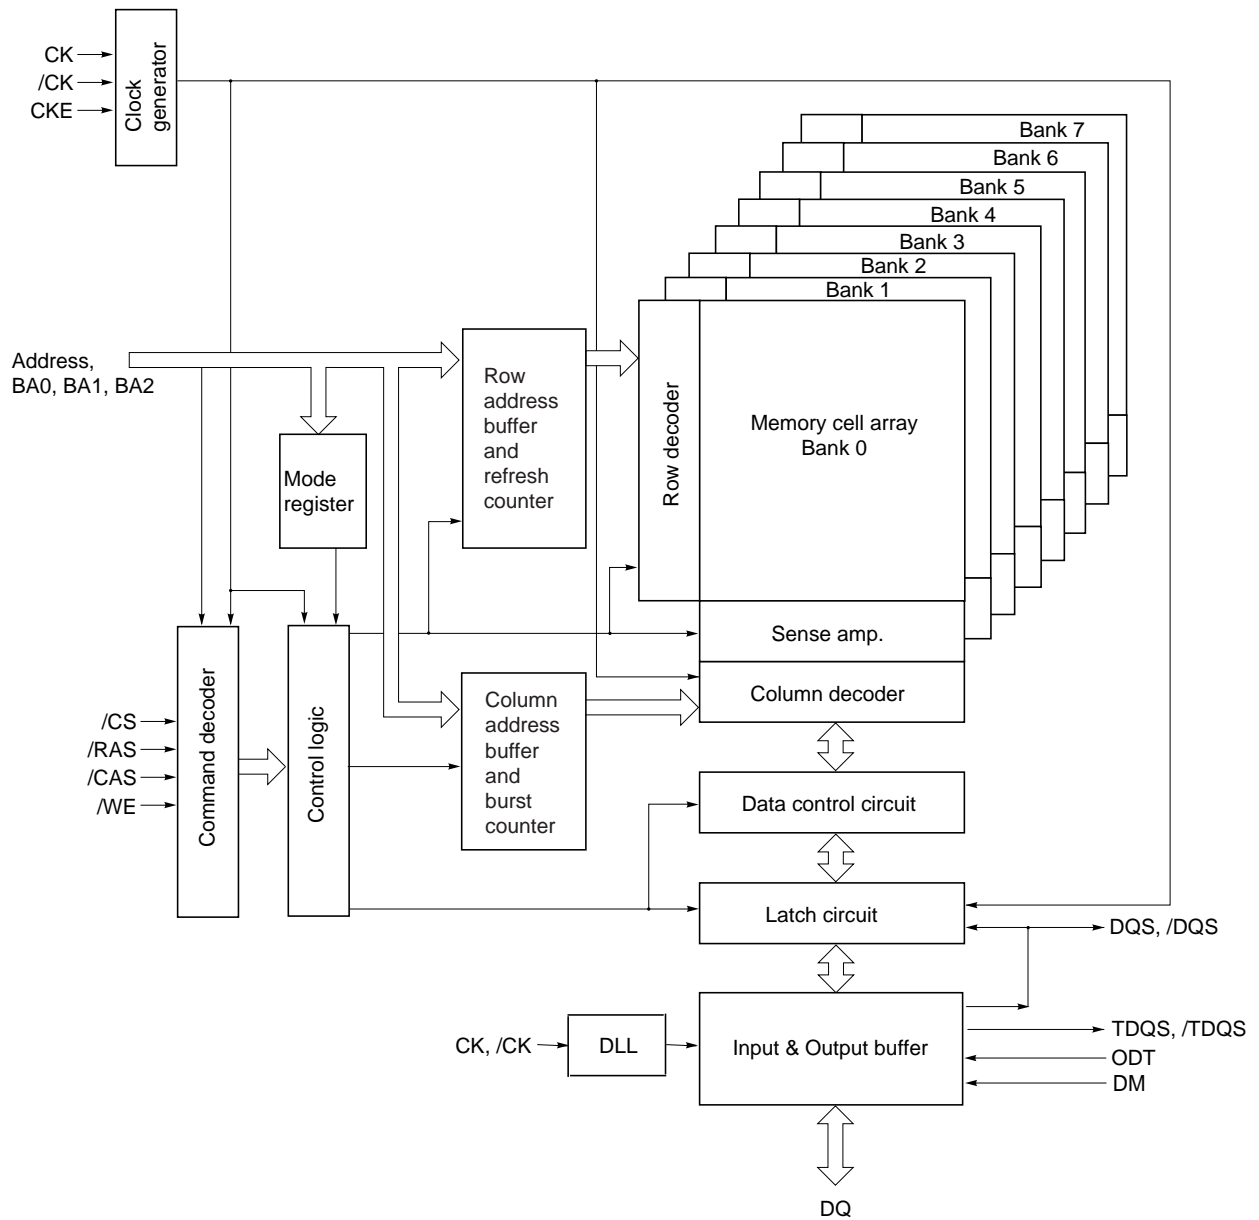 CK
/CK
CKE
Clock
generator
Bank 7
Bank 6
Bank 5
Bank 4
Bank 3
Bank 2
Bank 1
Address,
BA0, BA1, BA2
Mode
register
Row
address
buffer
and
refresh
counter
Row decoder
Memory cell array
Bank 0
Sense amp.
Column decoder
/CS
/RAS
/CAS
/WE
Command decoder
Control logic
Column
address
buffer
and
burst
counter
Data control circuit
Latch circuit
DQS, /DQS
CK, /CK
DLL
Input & Output buffer
TDQS, /TDQS
ODT
DM
DQ